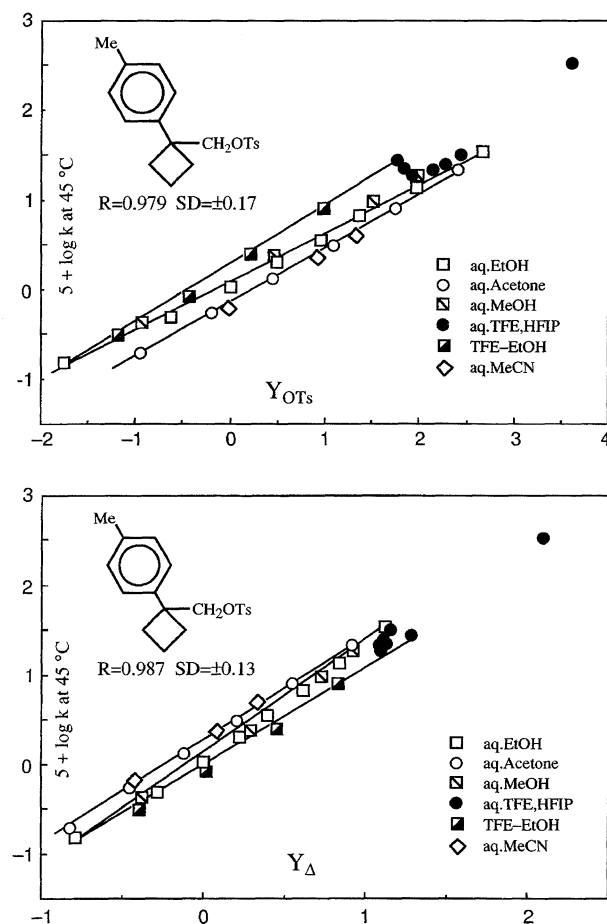 3
2
1
0
-1
5 + log k at 45 °C
Me
CH2OTs
R=0.979 SD=±0.17
aq.EtOH
aq.Acetone
aq.MeOH
aq.TFE,HFIP
TFE–EtOH
aq.MeCN
YOTs
-2 -1 0 1 2 3 4
3
2
1
0
-1
5 + log k at 45 °C
Me
CH2OTs
R=0.987 SD=±0.13
aq.EtOH
aq.Acetone
aq.MeOH
aq.TFE,HFIP
TFE–EtOH
aq.MeCN
YΔ
-1 0 1 2